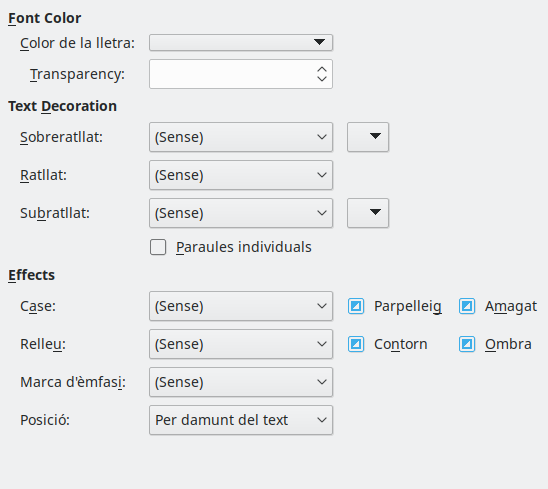 Font Color
Color de la lletra:
Transparency:
Text Decoration
Sobreratllat: (Sense)
Ratllat: (Sense)
Subratllat: (Sense)
Paraules individuals
Effects
Case: (Sense) Parpelleig Amagat
Relleu: (Sense) Contorn Ombra
Marca d'èmfasi: (Sense)
Posició: Per damunt del text